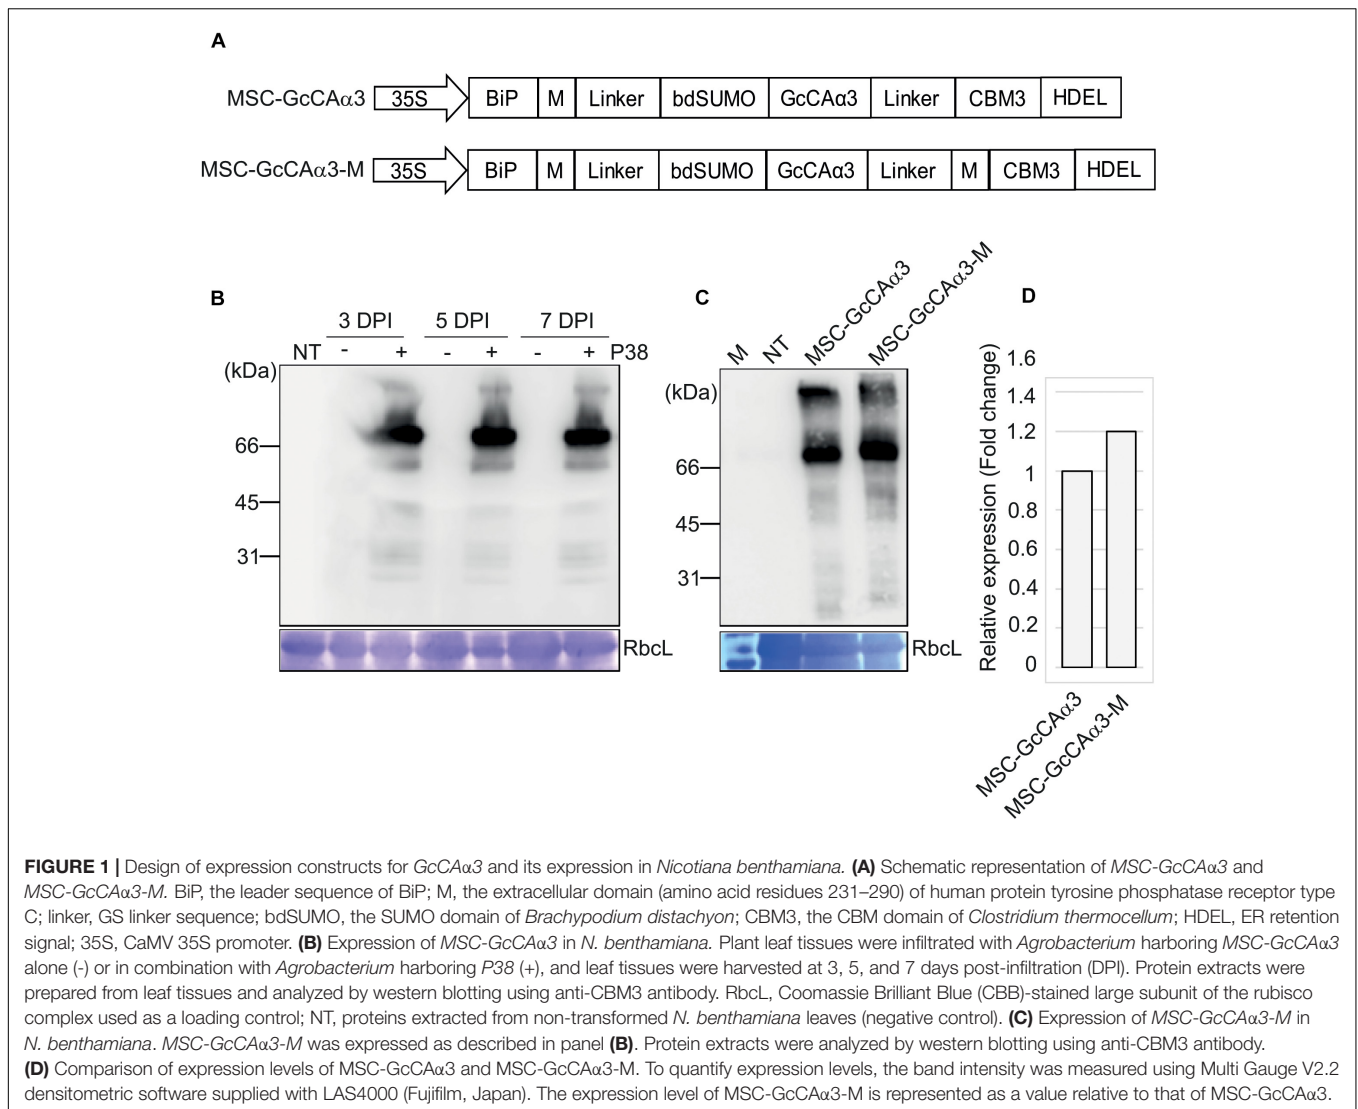 A
MSC-GcCAα3 35S BiP M Linker bdSUMO GcCAα3 Linker CBM3 HDEL
MSC-GcCAα3-M 35S BiP M Linker bdSUMO GcCAα3 Linker M CBM3 HDEL
B
3 DPI 5 DPI 7 DPI
NT - + - + - + P38
(kDa)
66
45
31
RbcL
C
M NT MSC-GcCAα3 MSC-GcCAα3-M
(kDa)
66
45
31
RbcL
D
Relative expression (Fold change)
1.6
1.4
1.2
1
0.8
0.6
0.4
0.2
0
MSC-GcCAα3
MSC-GcCAα3-M
FIGURE 1 | Design of expression constructs for GcCAα3 and its expression in Nicotiana benthamiana. (A) Schematic representation of MSC-GcCAα3 and
MSC-GcCAα3-M. BiP, the leader sequence of BiP; M, the extracellular domain (amino acid residues 231–290) of human protein tyrosine phosphatase receptor type
C; linker, GS linker sequence; bdSUMO, the SUMO domain of Brachypodium distachyon; CBM3, the CBM domain of Clostridium thermocellum; HDEL, ER retention
signal; 35S, CaMV 35S promoter. (B) Expression of MSC-GcCAα3 in N. benthamiana. Plant leaf tissues were infiltrated with Agrobacterium harboring MSC-GcCAα3
alone (-) or in combination with Agrobacterium harboring P38 (+), and leaf tissues were harvested at 3, 5, and 7 days post-infiltration (DPI). Protein extracts were
prepared from leaf tissues and analyzed by western blotting using anti-CBM3 antibody. RbcL, Coomassie Brilliant Blue (CBB)-stained large subunit of the rubisco
complex used as a loading control; NT, proteins extracted from non-transformed N. benthamiana leaves (negative control). (C) Expression of MSC-GcCAα3-M in
N. benthamiana. MSC-GcCAα3-M was expressed as described in panel (B). Protein extracts were analyzed by western blotting using anti-CBM3 antibody.
(D) Comparison of expression levels of MSC-GcCAα3 and MSC-GcCAα3-M. To quantify expression levels, the band intensity was measured using Multi Gauge V2.2
densitometric software supplied with LAS4000 (Fujifilm, Japan). The expression level of MSC-GcCAα3-M is represented as a value relative to that of MSC-GcCAα3.